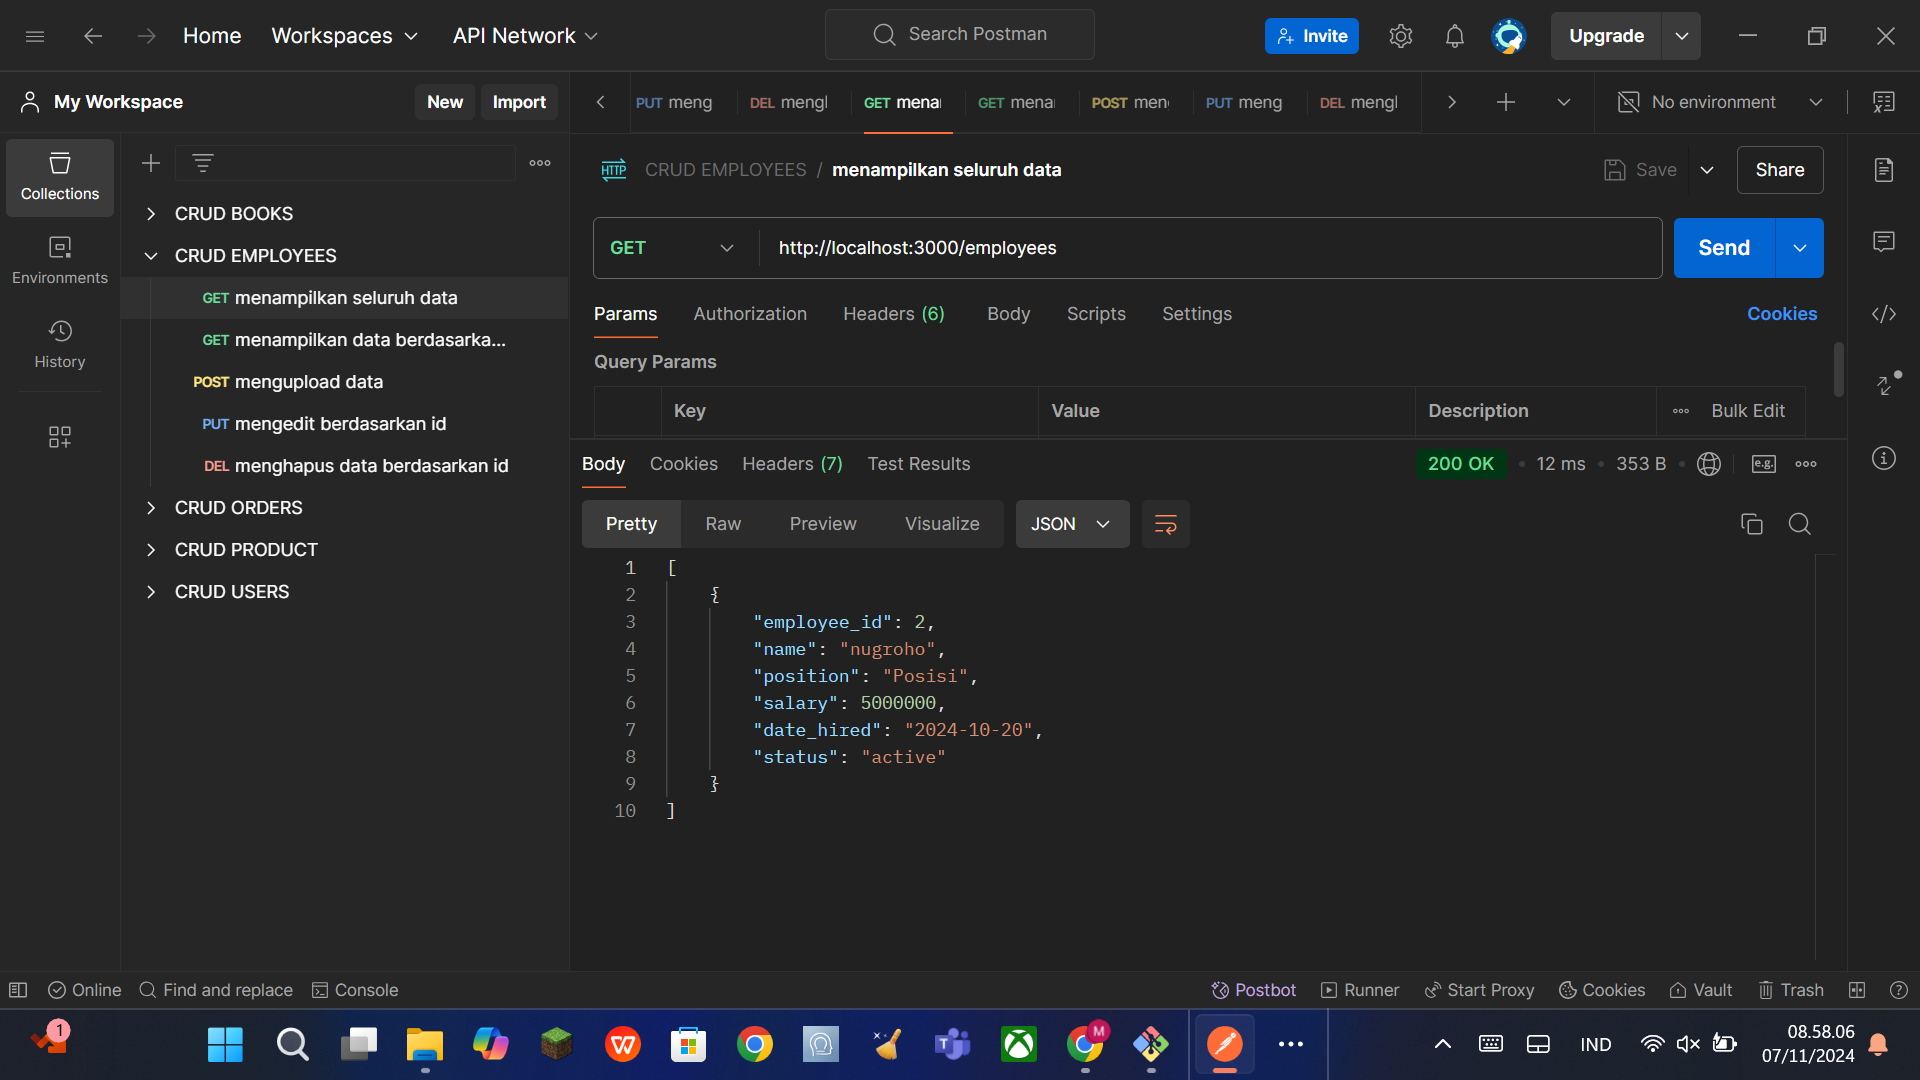 Home
Workspaces
API Network
Search Postman
Invite
Upgrade
My Workspace
New
Import
PUT meng
DEL mengl
GET mena
GET mena
POST men
PUT meng
DEL mengl
No environment
Collections
Environments
History
CRUD BOOKS
CRUD EMPLOYEES
GET menampilkan seluruh data
GET menampilkan data berdasarka...
POST mengupload data
PUT mengedit berdasarkan id
DEL menghapus data berdasarkan id
CRUD ORDERS
CRUD PRODUCT
CRUD USERS
HTTP CRUD EMPLOYEES / menampilkan seluruh data
Save
Share
GET
http://localhost:3000/employees
Send
Params
Authorization
Headers (6)
Body
Scripts
Settings
Cookies
Query Params
Key
Value
Description
Bulk Edit
Body
Cookies
Headers (7)
Test Results
200 OK
12 ms
353 B
e.g.
Pretty
Raw
Preview
Visualize
JSON
1 [
2 {
3 "employee_id": 2,
4 "name": "nugroho",
5 "position": "Posisi",
6 "salary": 5000000,
7 "date_hired": "2024-10-20",
8 "status": "active"
9 }
10 ]
Online
Find and replace
Console
Postbot
Runner
Start Proxy
Cookies
Vault
Trash
1
M
IND
08.58.06
07/11/2024